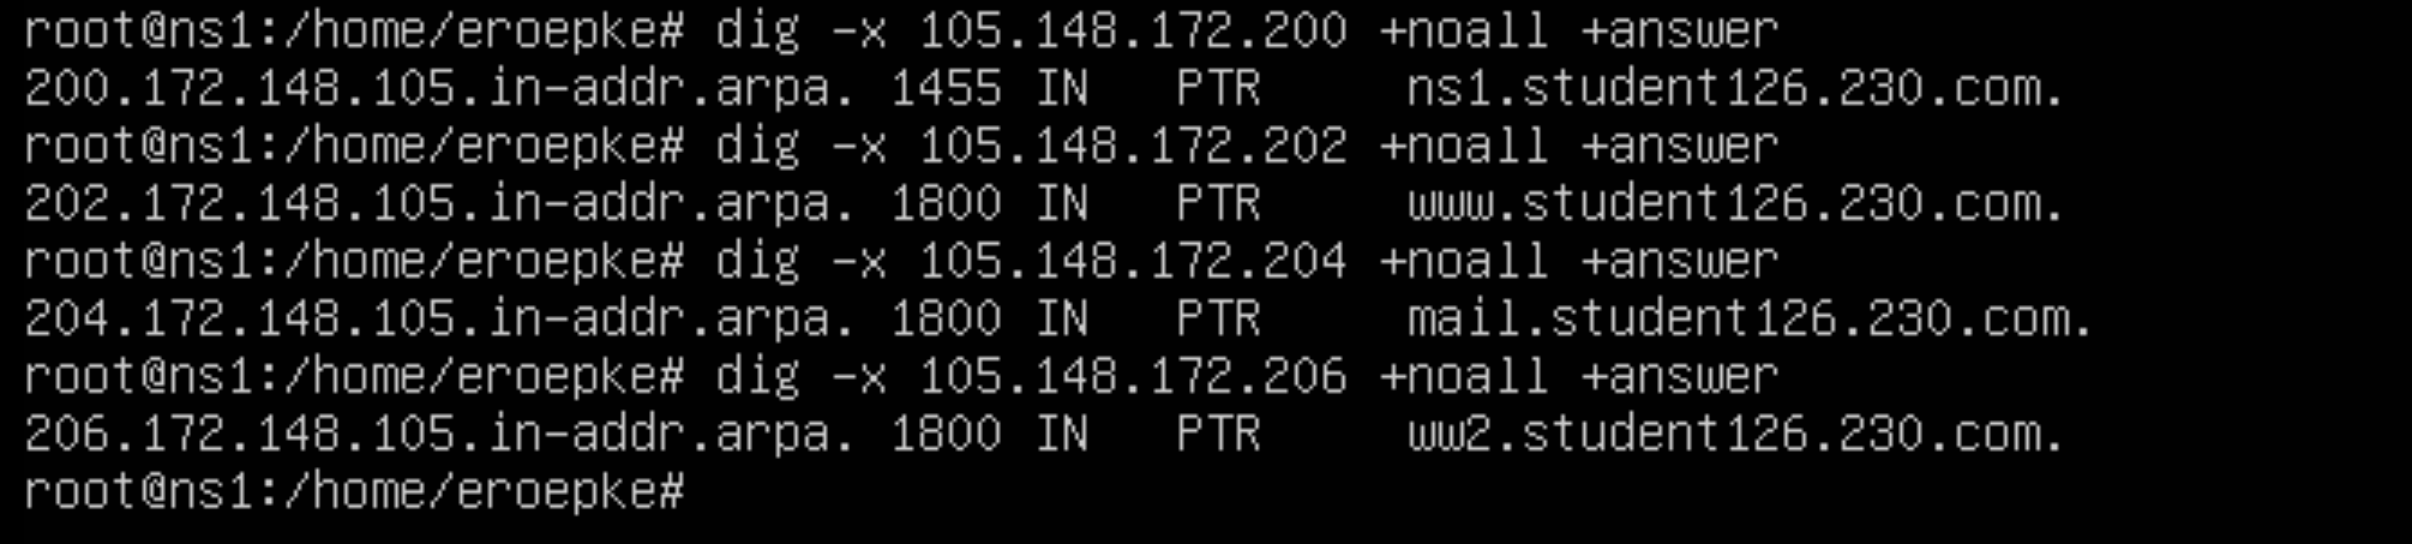 root@ns1:/home/eroepke# dig -x 105.148.172.200 +noall +answer
200.172.148.105.in-addr.arpa. 1455 IN   PTR     ns1.student126.230.com.
root@ns1:/home/eroepke# dig -x 105.148.172.202 +noall +answer
202.172.148.105.in-addr.arpa. 1800 IN   PTR     www.student126.230.com.
root@ns1:/home/eroepke# dig -x 105.148.172.204 +noall +answer
204.172.148.105.in-addr.arpa. 1800 IN   PTR     mail.student126.230.com.
root@ns1:/home/eroepke# dig -x 105.148.172.206 +noall +answer
206.172.148.105.in-addr.arpa. 1800 IN   PTR     ww2.student126.230.com.
root@ns1:/home/eroepke#